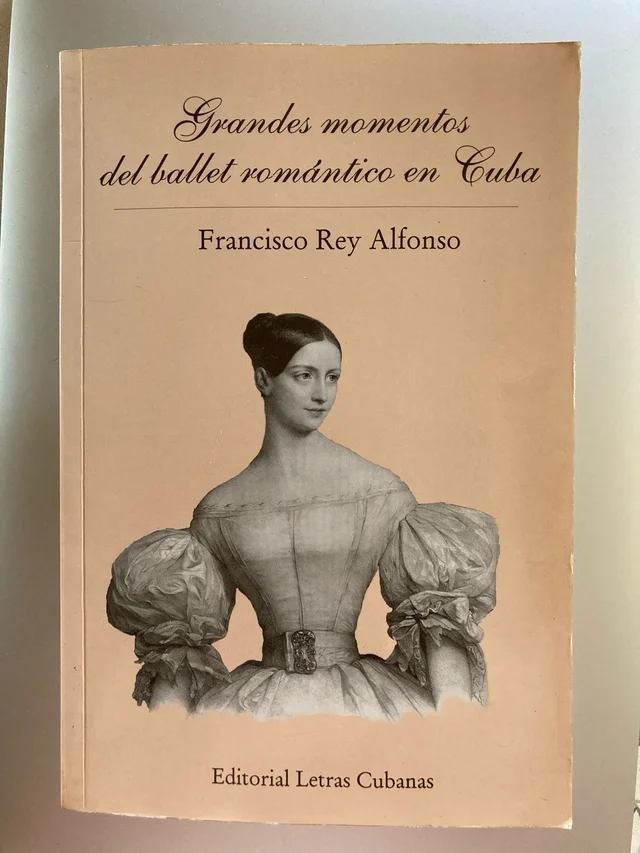 Grandes momentos
del ballet romántico en Cuba
Francisco Rey Alfonso
Editorial Letras Cubanas